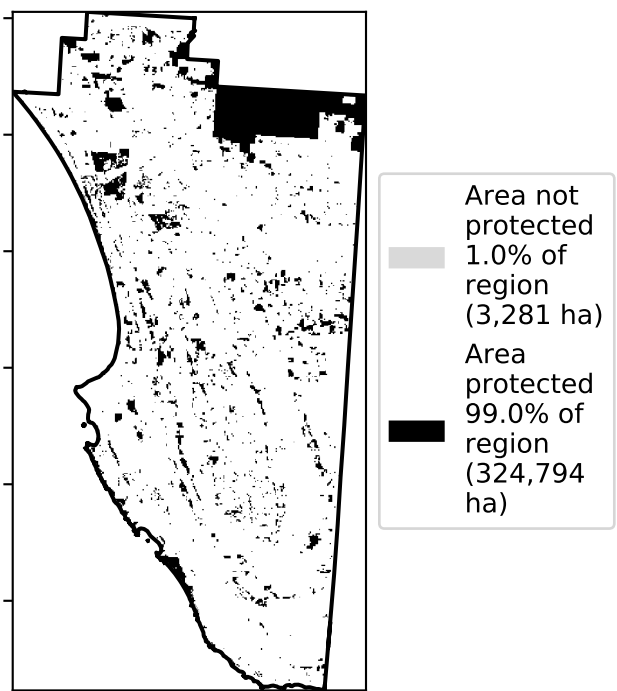 Area not
protected
1.0% of
region
(3,281 ha)
Area
protected
99.0% of
region
(324,794
ha)